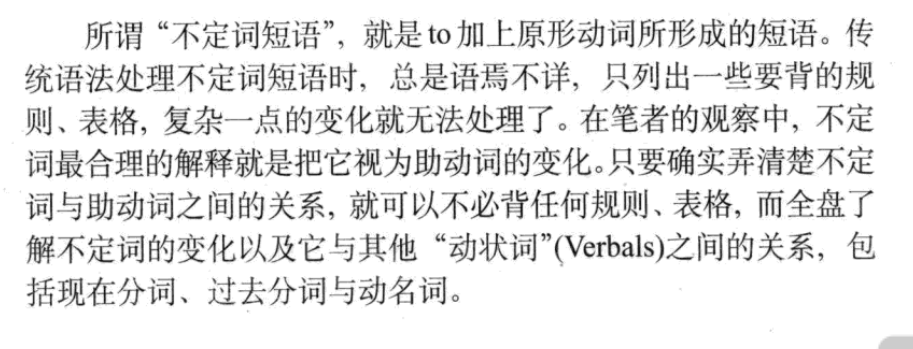 所谓“不定词短语”，就是 to 加上原形动词所形成的短语。传
统语法处理不定词短语时，总是语焉不详，只列出一些要背的规
则、表格，复杂一点的变化就无法处理了。在笔者的观察中，不定
词最合理的解释就是把它视为助动词的变化。只要确实弄清楚不定
词与助动词之间的关系，就可以不必背任何规则、表格，而全盘了
解不定词的变化以及它与其他“动状词”(Verbals)之间的关系，包
括现在分词、过去分词与动名词。